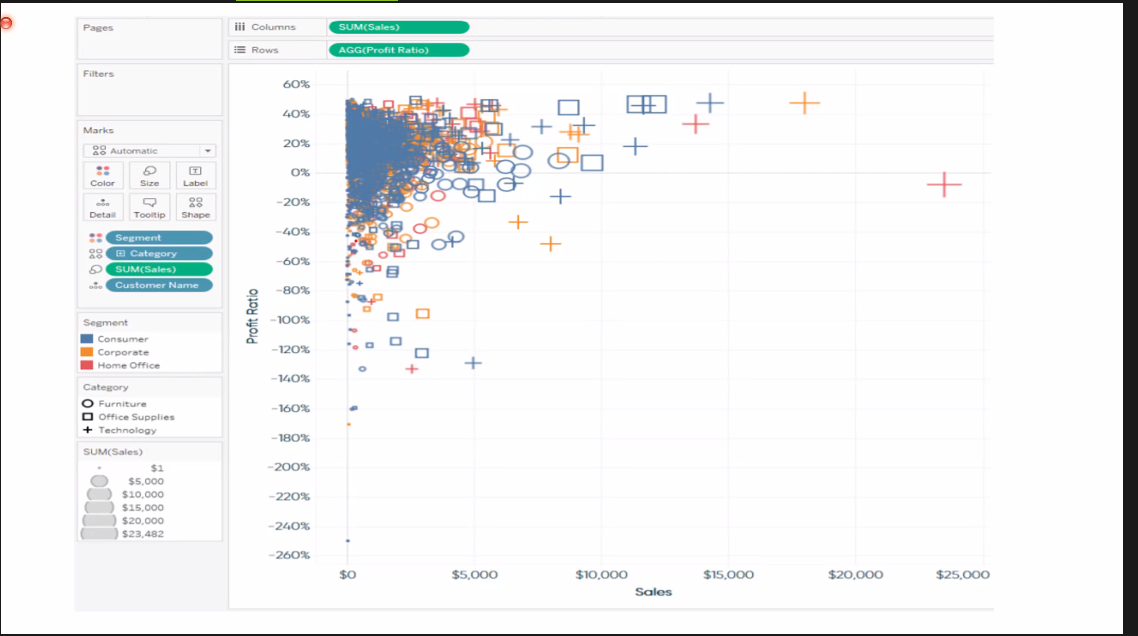 Pages
Columns
SUM(Sales)
Rows
AGG(Profit Ratio)
Filters
Marks
Automatic
Color
Size
Label
Detail
Tooltip
Shape
Segment
Category
SUM(Sales)
Customer Name
Segment
Consumer
Corporate
Home Office
Category
Furniture
Office Supplies
Technology
SUM(Sales)
$1
$5,000
$10,000
$15,000
$20,000
$23,482
Profit Ratio
60%
40%
20%
0%
-20%
-40%
-60%
-80%
-100%
-120%
-140%
-160%
-180%
-200%
-220%
-240%
-260%
$0
$5,000
$10,000
$15,000
$20,000
$25,000
Sales